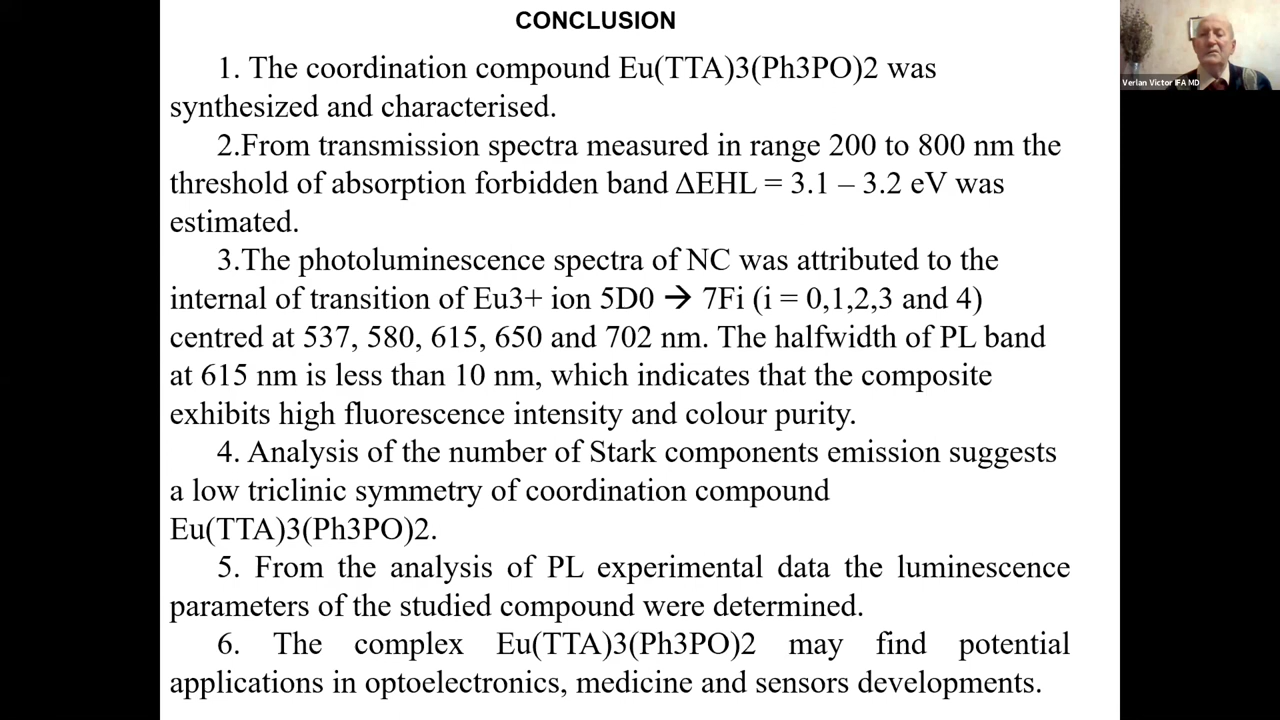 CONCLUSION
1. The coordination compound Eu(TTA)3(Ph3PO)2 was
synthesized and characterised.
2.From transmission spectra measured in range 200 to 800 nm the
threshold of absorption forbidden band ΔEHL = 3.1 – 3.2 eV was
estimated.
3.The photoluminescence spectra of NC was attributed to the
internal of transition of Eu3+ ion 5D0 → 7Fi (i = 0,1,2,3 and 4)
centred at 537, 580, 615, 650 and 702 nm. The halfwidth of PL band
at 615 nm is less than 10 nm, which indicates that the composite
exhibits high fluorescence intensity and colour purity.
4. Analysis of the number of Stark components emission suggests
a low triclinic symmetry of coordination compound
Eu(TTA)3(Ph3PO)2.
5. From the analysis of PL experimental data the luminescence
parameters of the studied compound were determined.
6. The complex Eu(TTA)3(Ph3PO)2 may find potential
applications in optoelectronics, medicine and sensors developments.
Verlan Victor IFA MD